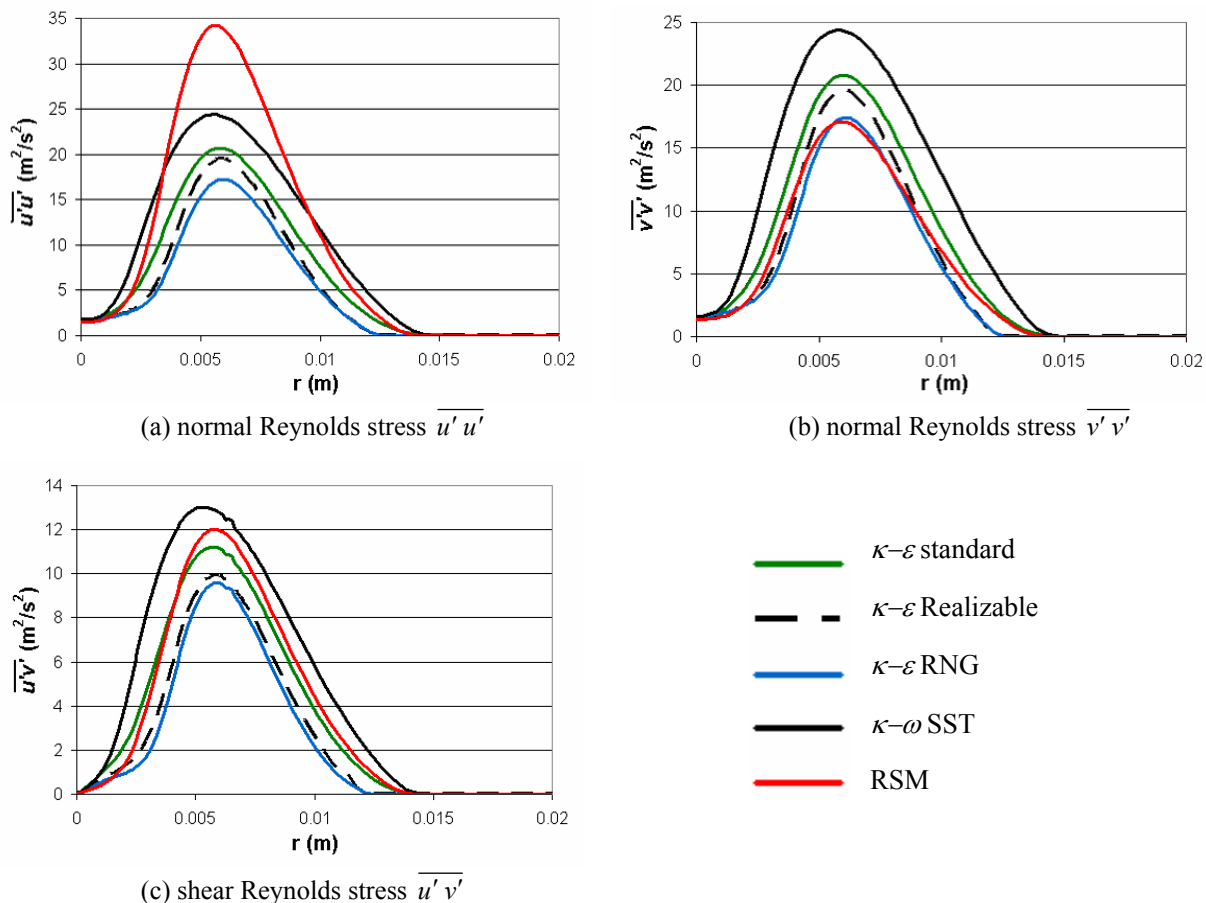 35
30
25
20
15
10
5
0
u'u' (m²/s²)
0 0.005 0.01 0.015 0.02
r (m)
(a) normal Reynolds stress u' u'
25
20
15
10
5
0
v'v' (m²/s²)
0 0.005 0.01 0.015 0.02
r (m)
(b) normal Reynolds stress v' v'
14
12
10
8
6
4
2
0
u'v' (m²/s²)
0 0.005 0.01 0.015 0.02
r (m)
(c) shear Reynolds stress u' v'
κ–ε standard
κ–ε Realizable
κ–ε RNG
κ–ω SST
RSM